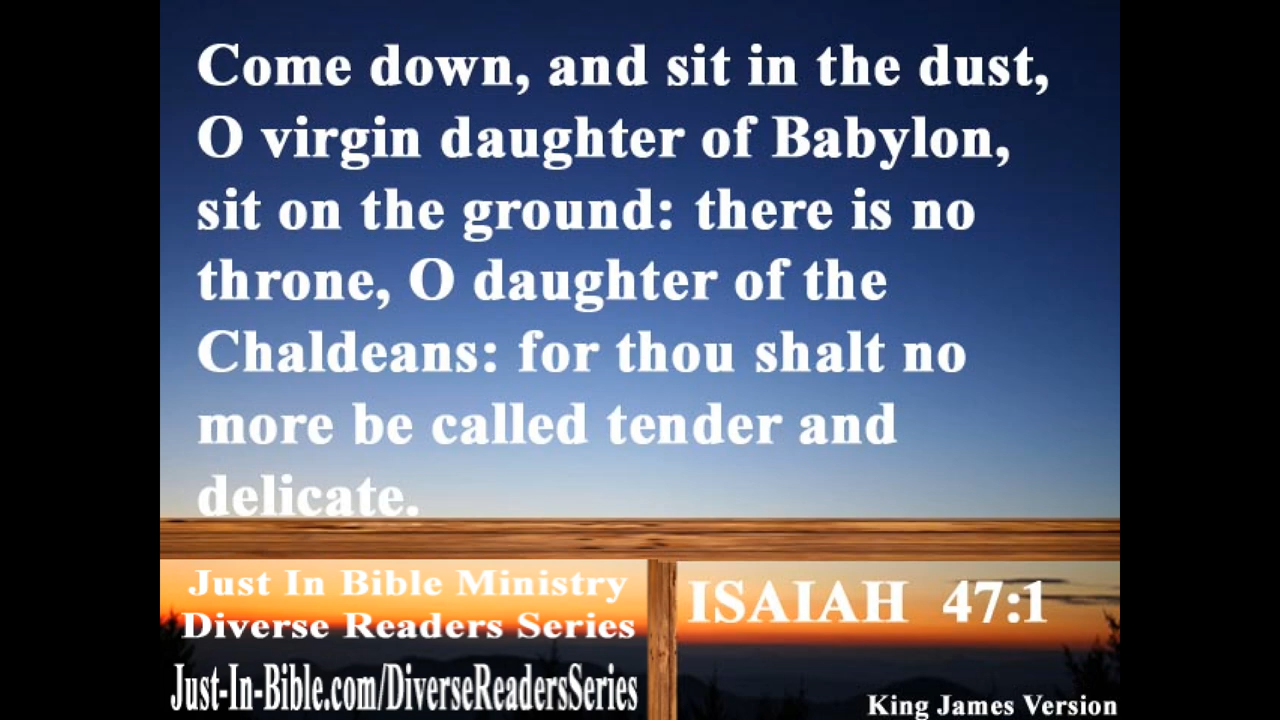 Come down, and sit in the dust,
O virgin daughter of Babylon,
sit on the ground: there is no
throne, O daughter of the
Chaldeans: for thou shalt no
more be called tender and
delicate.
Just In Bible Ministry
Diverse Readers Series
Just-In-Bible.com/DiverseReadersSeries
ISAIAH 47:1
King James Version